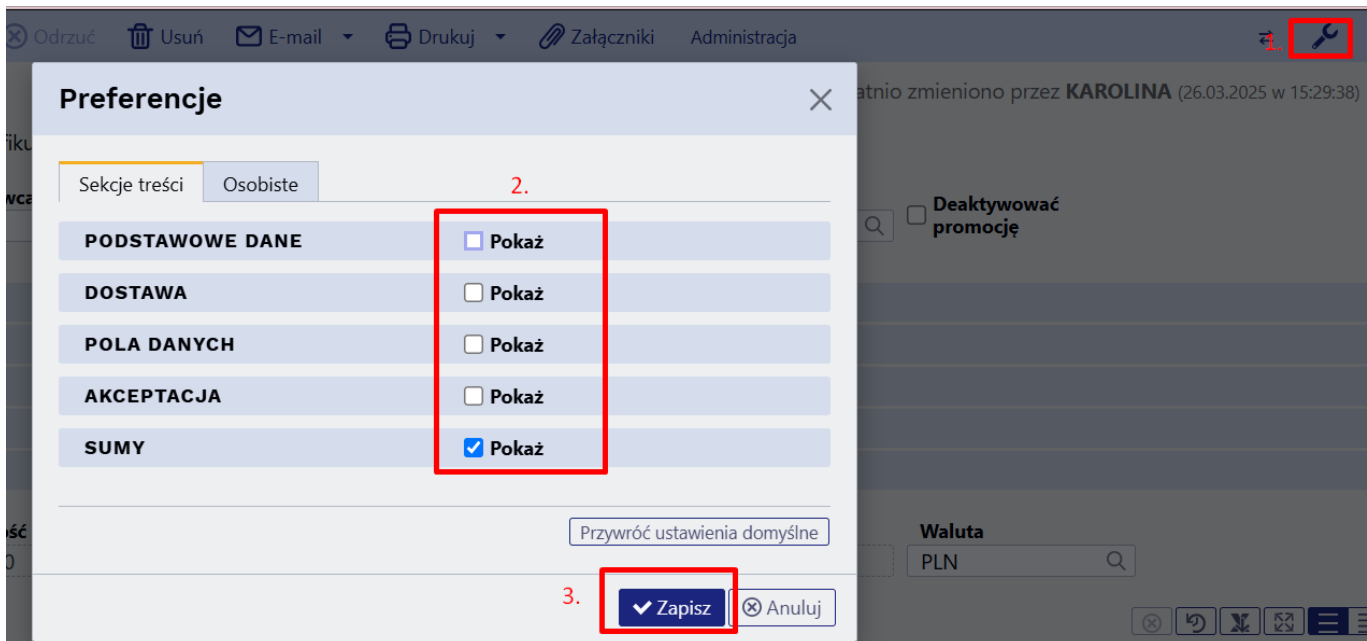 Odrzuć Usuń E-mail Drukuj Załączniki Administracja 1.
Preferencje
atnio zmieniono przez KAROLINA (26.03.2025 w 15:29:38)
Sekcje treści Osobiste 2.
Deaktywować
promocję
PODSTAWOWE DANE Pokaż
DOSTAWA Pokaż
POLA DANYCH Pokaż
AKCEPTACJA Pokaż
SUMY Pokaż
Przywróć ustawienia domyślne
Waluta
PLN
3. Zapisz Anuluj